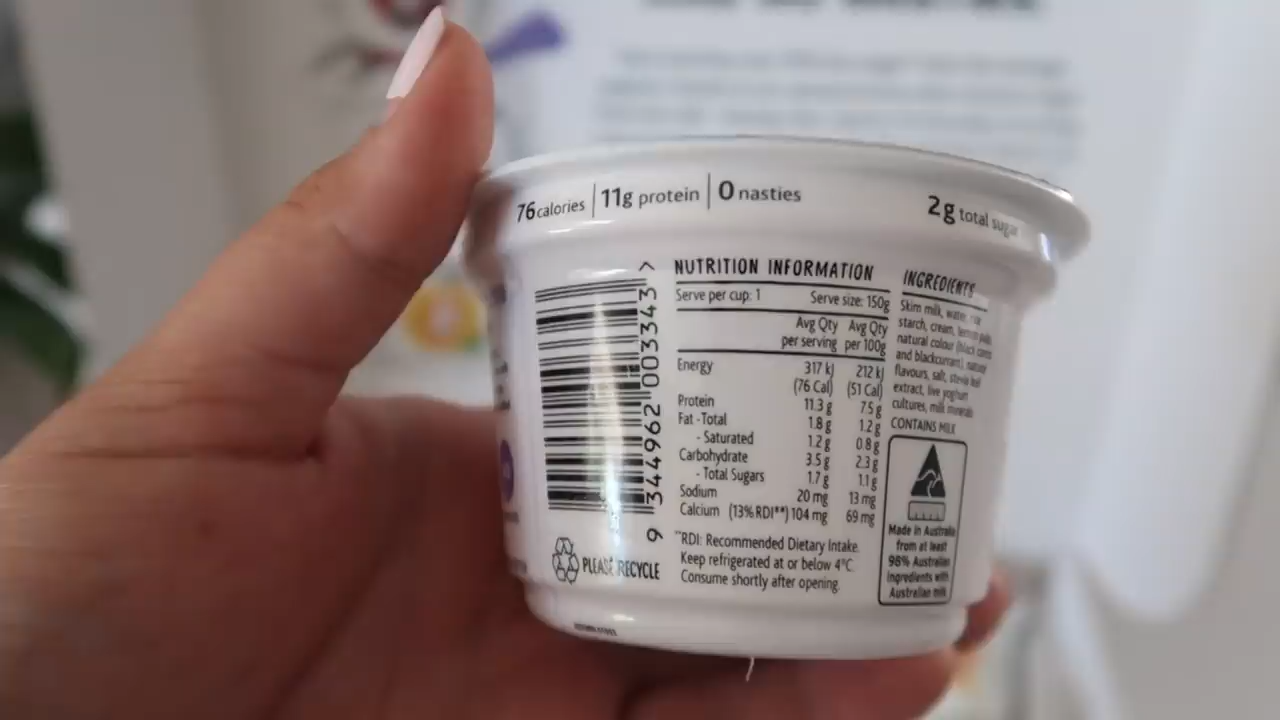 76 calories | 11g protein | 0 nasties
2g total sugar
9 344962 003343 >
PLEASE RECYCLE
NUTRITION INFORMATION
Serve per cup: 1 Serve size: 150g
Avg Qty Avg Qty
per serving per 100g
Energy 317 kJ 212 kJ
(76 Cal) (51 Cal)
Protein 11.3 g 7.5 g
Fat - Total 1.8 g 1.2 g
- Saturated 1.2 g 0.8 g
Carbohydrate 3.5 g 2.3 g
- Total Sugars 1.7 g 1.1 g
Sodium 20 mg 13 mg
Calcium (13% RDI**) 104 mg 69 mg
**RDI: Recommended Dietary Intake.
Keep refrigerated at or below 4°C.
Consume shortly after opening.
INGREDIENTS
Skim milk, water,
starch, cream,
natural colour (black
and blackcurrant),
flavours, salt, stevia leaf
extract, live yoghurt
cultures, milk minerals
CONTAINS MILK
Made in Australia
from at least
98% Australian
ingredients with
Australian milk